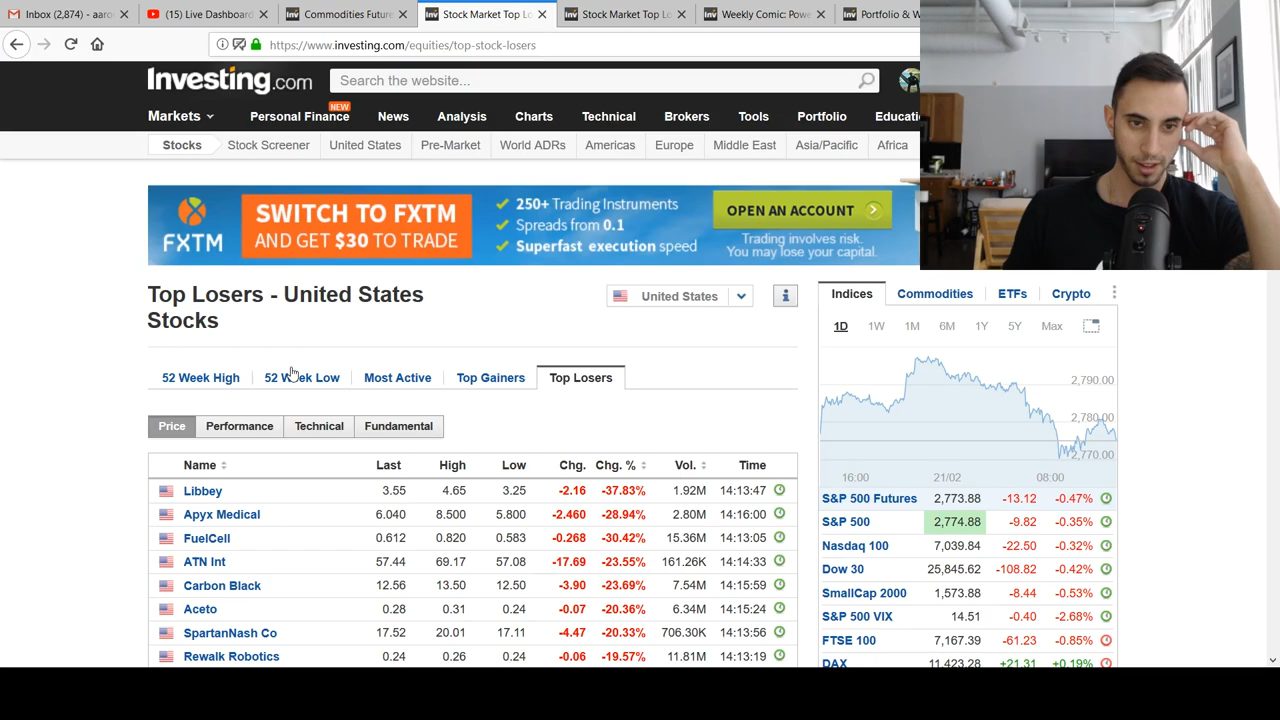 Inbox (2,874) - aaro
(15) Live Dashboard
Commodities Future
Stock Market Top Lo
Stock Market Top Lo
Weekly Comic: Powe
Portfolio & W
https://www.investing.com/equities/top-stock-losers
Investing.com
Search the website...
NEW
Markets Personal Finance News Analysis Charts Technical Brokers Tools Portfolio Educati
Stocks Stock Screener United States Pre-Market World ADRs Americas Europe Middle East Asia/Pacific Africa
FXTM
SWITCH TO FXTM
AND GET $30 TO TRADE
250+ Trading Instruments
Spreads from 0.1
Superfast execution speed
OPEN AN ACCOUNT
Trading involves risk.
You may lose your capital.
Top Losers - United States
Stocks
United States
52 Week High 52 Week Low Most Active Top Gainers Top Losers
Price Performance Technical Fundamental
Name Last High Low Chg. Chg. % Vol. Time
Libbey 3.55 4.65 3.25 -2.16 -37.83% 1.92M 14:13:47
Apyx Medical 6.040 8.500 5.800 -2.460 -28.94% 2.80M 14:16:00
FuelCell 0.612 0.820 0.583 -0.268 -30.42% 15.36M 14:13:05
ATN Int 57.44 69.17 57.08 -17.69 -23.55% 161.26K 14:14:33
Carbon Black 12.56 13.50 12.50 -3.90 -23.69% 7.54M 14:15:59
Aceto 0.28 0.31 0.24 -0.07 -20.36% 6.34M 14:15:24
SpartanNash Co 17.52 20.01 17.11 -4.47 -20.33% 706.30K 14:13:56
Rewalk Robotics 0.24 0.26 0.24 -0.06 -19.57% 11.81M 14:13:19
Indices Commodities ETFs Crypto
1D 1W 1M 6M 1Y 5Y Max
2,790.00
2,780.00
2,770.00
16:00 21/02 08:00
S&P 500 Futures 2,773.88 -13.12 -0.47%
S&P 500 2,774.88 -9.82 -0.35%
Nasdaq 100 7,039.84 -22.50 -0.32%
Dow 30 25,845.62 -108.82 -0.42%
SmallCap 2000 1,573.88 -8.44 -0.53%
S&P 500 VIX 14.51 -0.40 -2.68%
FTSE 100 7,167.39 -61.23 -0.85%
DAX 11,423.28 +21.31 +0.19%